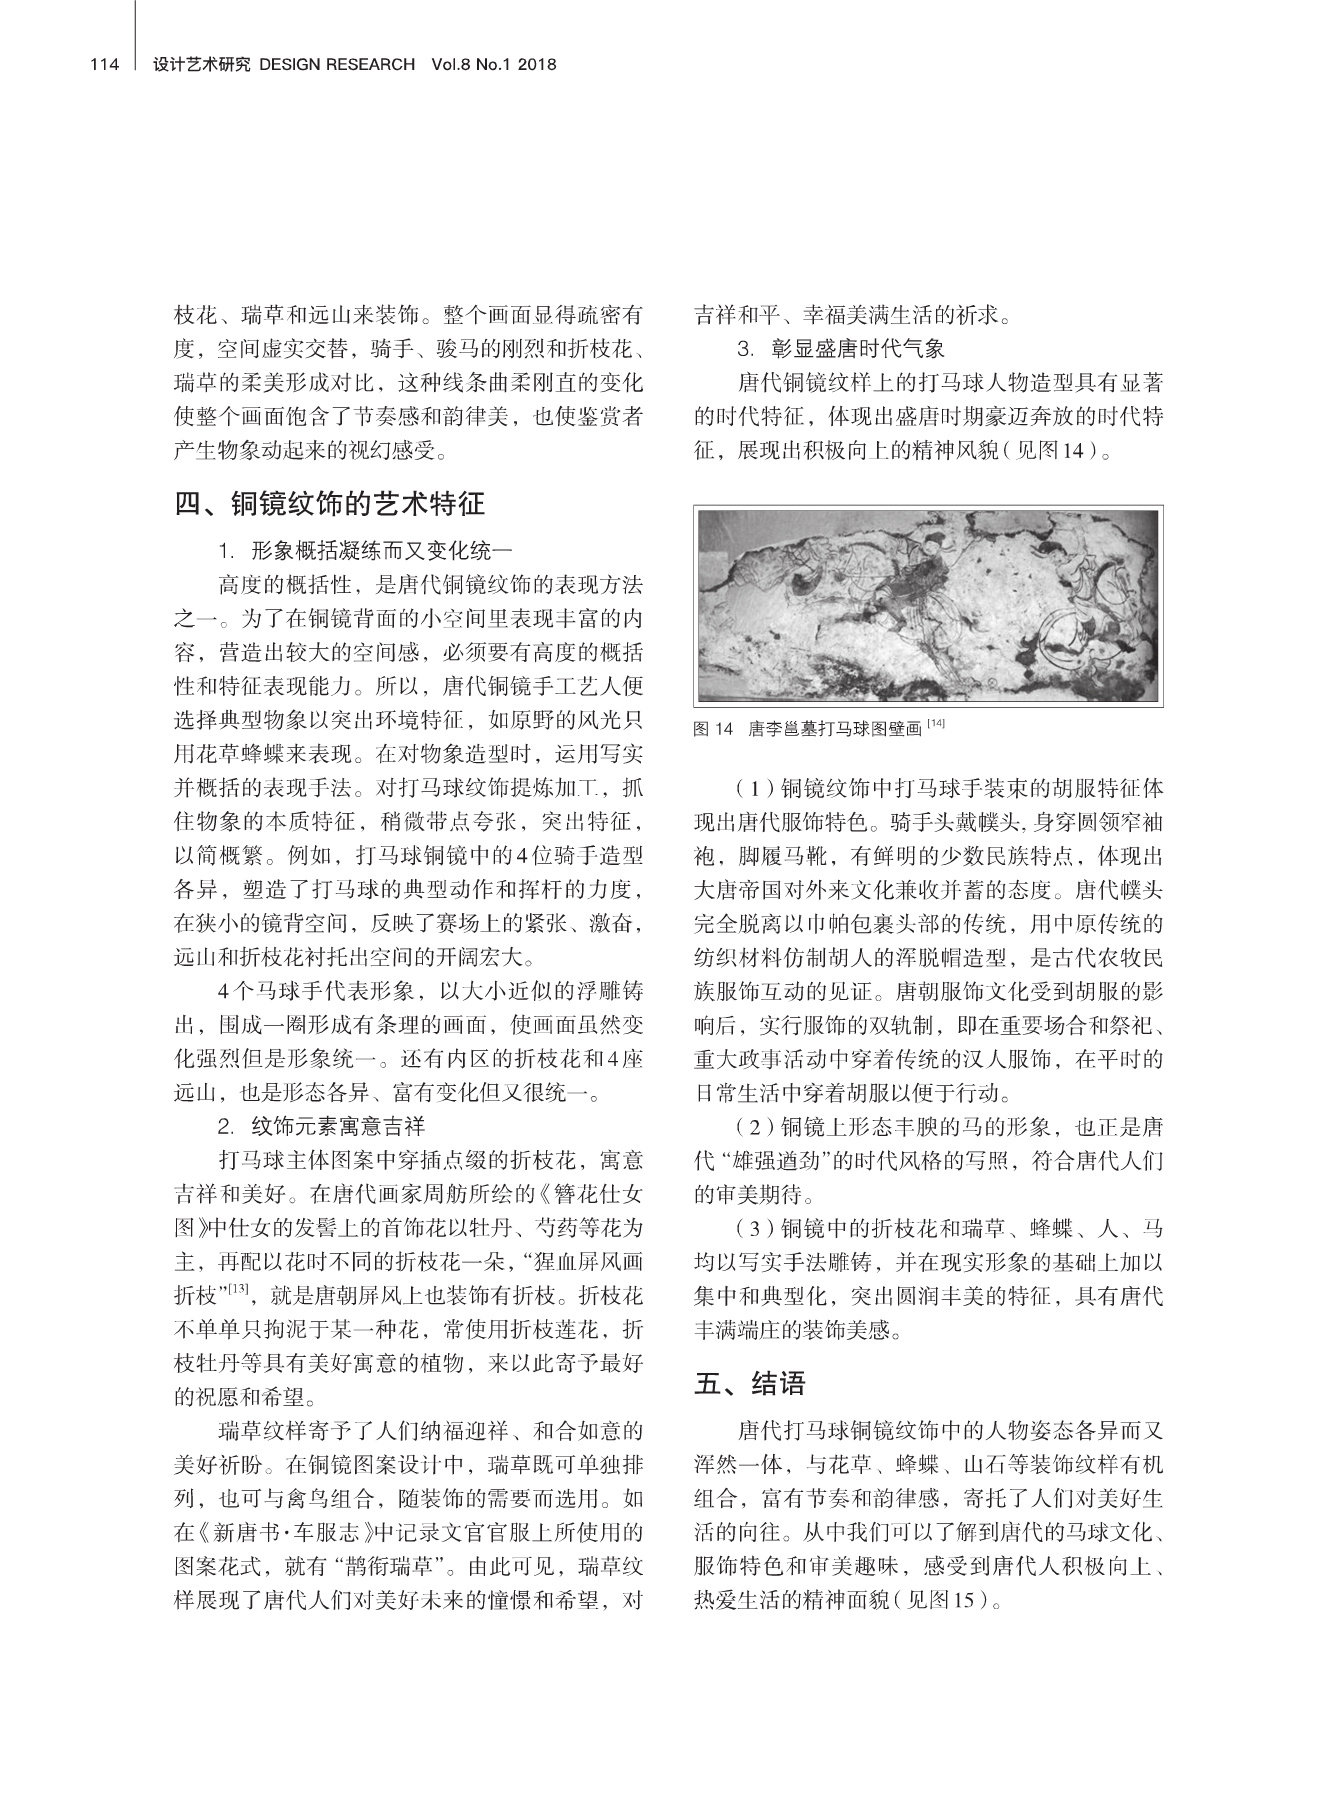 114 设计艺术研究 DESIGN RESEARCH Vol.8 No.1 2018
枝花、瑞草和远山来装饰。整个画面显得疏密有
度，空间虚实交替，骑手、骏马的刚烈和折枝花、
瑞草的柔美形成对比，这种线条曲柔刚直的变化
使整个画面饱含了节奏感和韵律美，也使鉴赏者
产生物象动起来的视幻感受。
四、铜镜纹饰的艺术特征
1. 形象概括凝练而又变化统一
高度的概括性，是唐代铜镜纹饰的表现方法
之一。为了在铜镜背面的小空间里表现丰富的内
容，营造出较大的空间感，必须要有高度的概括
性和特征表现能力。所以，唐代铜镜手工艺人便
选择典型物象以突出环境特征，如原野的风光只
用花草蜂蝶来表现。在对物象造型时，运用写实
并概括的表现手法。对打马球纹饰提炼加工，抓
住物象的本质特征，稍微带点夸张，突出特征，
以简概繁。例如，打马球铜镜中的4位骑手造型
各异，塑造了打马球的典型动作和挥杆的力度，
在狭小的镜背空间，反映了赛场上的紧张、激奋，
远山和折枝花衬托出空间的开阔宏大。
4个马球手代表形象，以大小近似的浮雕铸
出，围成一圈形成有条理的画面，使画面虽然变
化强烈但是形象统一。还有内区的折枝花和4座
远山，也是形态各异、富有变化但又很统一。
2. 纹饰元素寓意吉祥
打马球主体图案中穿插点缀的折枝花，寓意
吉祥和美好。在唐代画家周舫所绘的《簪花仕女
图》中仕女的发髻上的首饰花以牡丹、芍药等花为
主，再配以花时不同的折枝花一朵，“猩血屏风画
折枝”[13]，就是唐朝屏风上也装饰有折枝。折枝花
不单单只拘泥于某一种花，常使用折枝莲花，折
枝牡丹等具有美好寓意的植物，来以此寄予最好
的祝愿和希望。
瑞草纹样寄予了人们纳福迎祥、和合如意的
美好祈盼。在铜镜图案设计中，瑞草既可单独排
列，也可与禽鸟组合，随装饰的需要而选用。如
在《新唐书·车服志》中记录文官官服上所使用的
图案花式，就有“鹊衔瑞草”。由此可见，瑞草纹
样展现了唐代人们对美好未来的憧憬和希望，对
吉祥和平、幸福美满生活的祈求。
3. 彰显盛唐时代气象
唐代铜镜纹样上的打马球人物造型具有显著
的时代特征，体现出盛唐时期豪迈奔放的时代特
征，展现出积极向上的精神风貌（见图14）。
图 14 唐李邕墓打马球图壁画[14]
（1）铜镜纹饰中打马球手装束的胡服特征体
现出唐代服饰特色。骑手头戴幞头，身穿圆领窄袖
袍，脚履马靴，有鲜明的少数民族特点，体现出
大唐帝国对外来文化兼收并蓄的态度。唐代幞头
完全脱离以巾帕包裹头部的传统，用中原传统的
纺织材料仿制胡人的浑脱帽造型，是古代农牧民
族服饰互动的见证。唐朝服饰文化受到胡服的影
响后，实行服饰的双轨制，即在重要场合和祭祀、
重大政事活动中穿着传统的汉人服饰，在平时的
日常生活中穿着胡服以便于行动。
（2）铜镜上形态丰腴的马的形象，也正是唐
代“雄强遒劲”的时代风格的写照，符合唐代人们
的审美期待。
（3）铜镜中的折枝花和瑞草、蜂蝶、人、马
均以写实手法雕铸，并在现实形象的基础上加以
集中和典型化，突出圆润丰美的特征，具有唐代
丰满端庄的装饰美感。
五、结语
唐代打马球铜镜纹饰中的人物姿态各异而又
浑然一体，与花草、蜂蝶、山石等装饰纹样有机
组合，富有节奏和韵律感，寄托了人们对美好生
活的向往。从中我们可以了解到唐代的马球文化、
服饰特色和审美趣味，感受到唐代人积极向上、
热爱生活的精神面貌（见图15）。